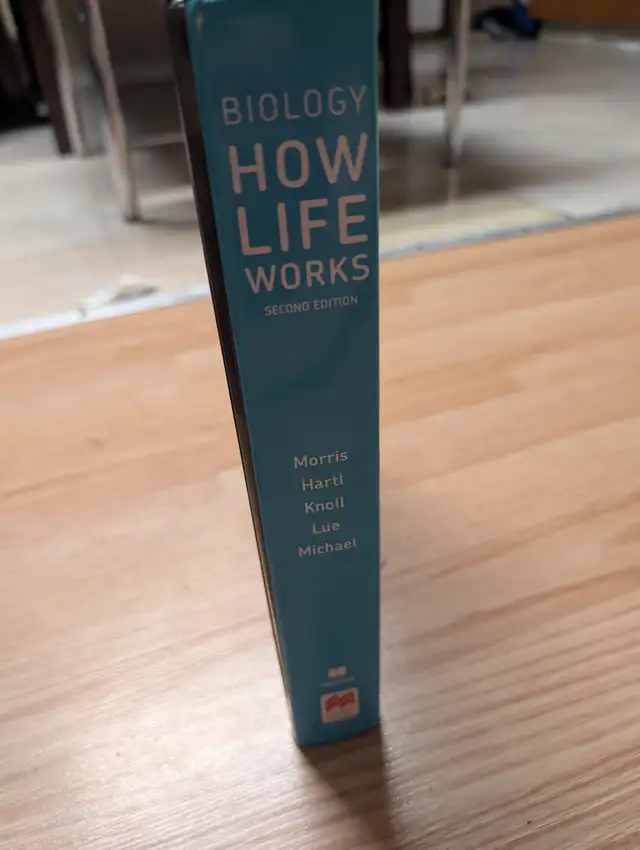 BIOLOGY
HOW
LIFE
WORKS
SECOND EDITION
Morris
Hartl
Knoll
Lue
Michael